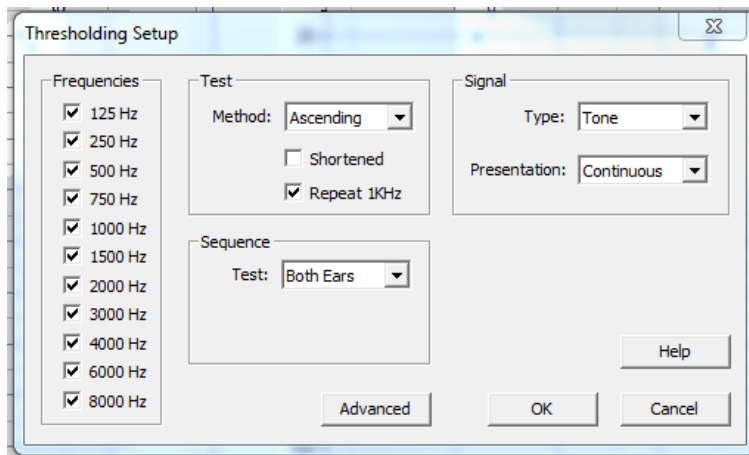 Thresholding Setup
Frequencies
125 Hz
250 Hz
500 Hz
750 Hz
1000 Hz
1500 Hz
2000 Hz
3000 Hz
4000 Hz
6000 Hz
8000 Hz
Test
Method: Ascending
Shortened
Repeat 1KHz
Sequence
Test: Both Ears
Signal
Type: Tone
Presentation: Continuous
Help
Advanced OK Cancel